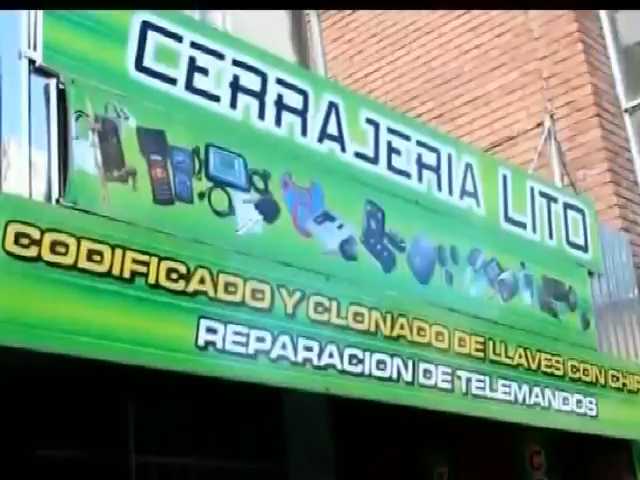 CERRAJERIA LITO
CODIFICADO Y CLONADO DE LLAVES CON CHIP
REPARACION DE TELEMANDOS